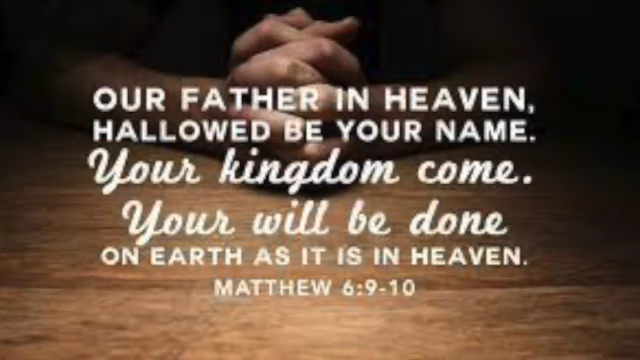 OUR FATHER IN HEAVEN,
HALLOWED BE YOUR NAME.
Your kingdom come.
Your will be done
ON EARTH AS IT IS IN HEAVEN.
MATTHEW 6:9-10